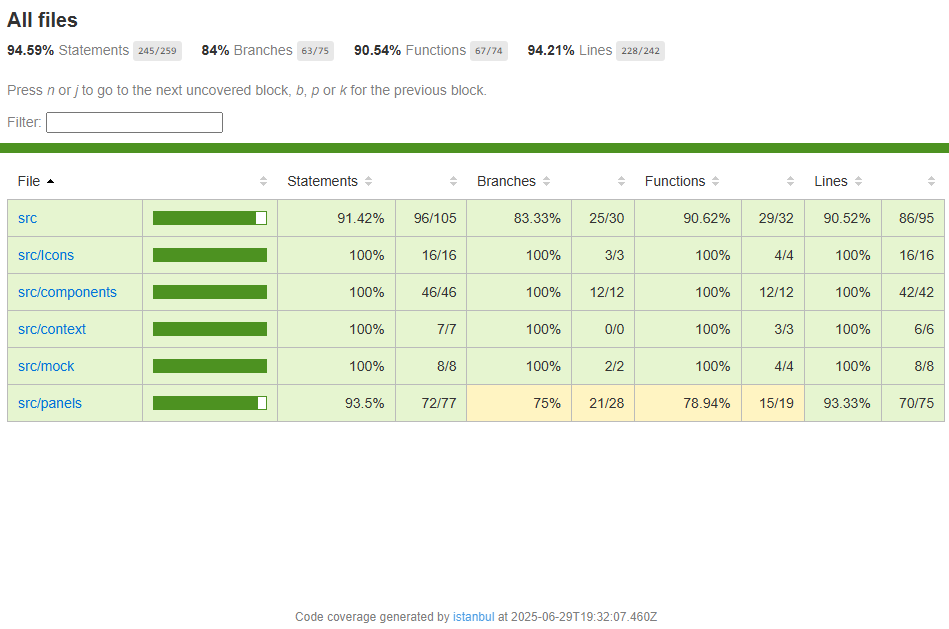 All files
94.59% Statements 245/259 84% Branches 63/75 90.54% Functions 67/74 94.21% Lines 228/242
Press n or j to go to the next uncovered block, b, p or k for the previous block.
Filter:
File Statements Branches Functions Lines
src 91.42% 96/105 83.33% 25/30 90.62% 29/32 90.52% 86/95
src/Icons 100% 16/16 100% 3/3 100% 4/4 100% 16/16
src/components 100% 46/46 100% 12/12 100% 12/12 100% 42/42
src/context 100% 7/7 100% 0/0 100% 3/3 100% 6/6
src/mock 100% 8/8 100% 2/2 100% 4/4 100% 8/8
src/panels 93.5% 72/77 75% 21/28 78.94% 15/19 93.33% 70/75
Code coverage generated by istanbul at 2025-06-29T19:32:07.460Z